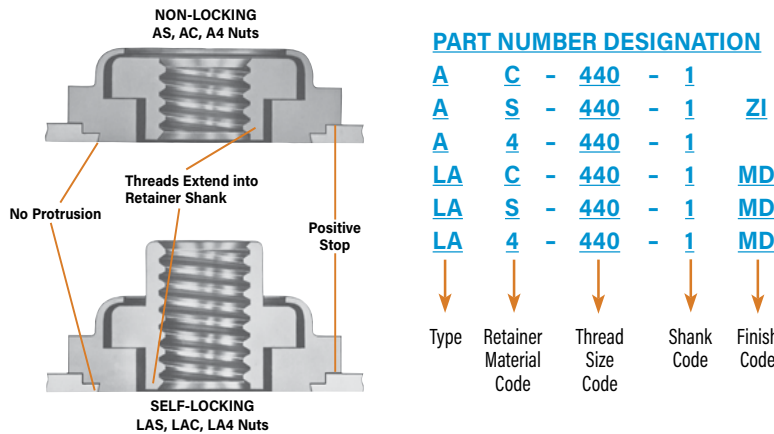 NON-LOCKING
AS, AC, A4 Nuts
Threads Extend into
Retainer Shank
No Protrusion
Positive
Stop
SELF-LOCKING
LAS, LAC, LA4 Nuts
PART NUMBER DESIGNATION
A C – 440 – 1
A S – 440 – 1 ZI
A 4 – 440 – 1
LA C – 440 – 1 MD
LA S – 440 – 1 MD
LA 4 – 440 – 1 MD
Type
Retainer
Material
Code
Thread
Size
Code
Shank
Code
Finish
Code